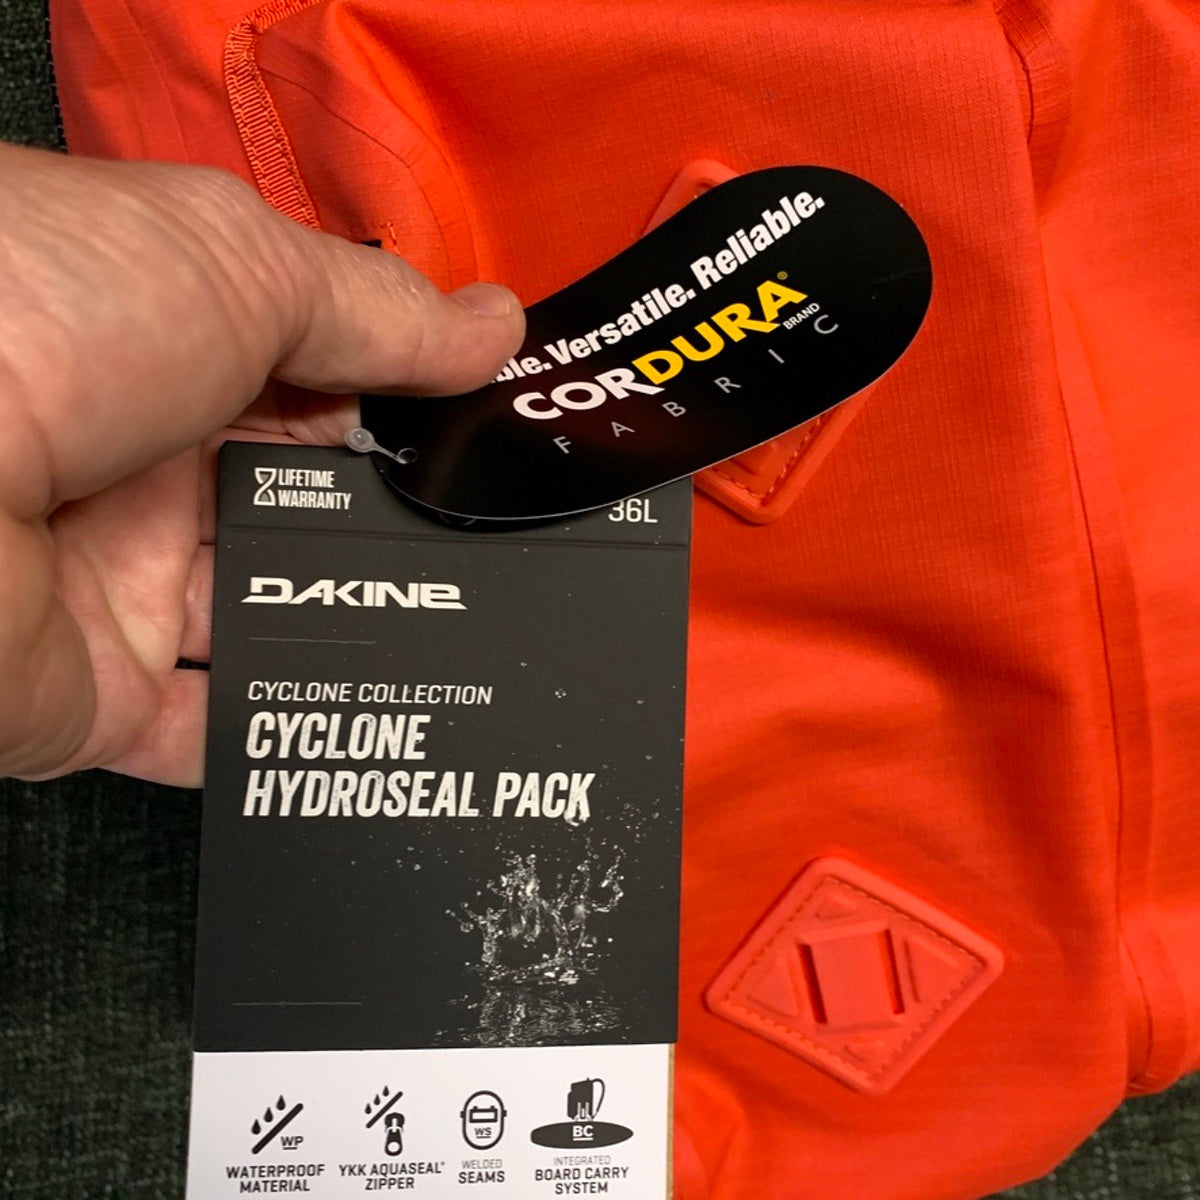 Versatile. Reliable.
CORDURA®
BRAND
FABRIC
LIFETIME
WARRANTY
36L
DAKINE
CYCLONE COLLECTION
CYCLONE
HYDROSEAL PACK
WP
WATERPROOF
MATERIAL
YKK AQUASEAL®
ZIPPER
WS
WELDED
SEAMS
BC
INTEGRATED
BOARD CARRY
SYSTEM